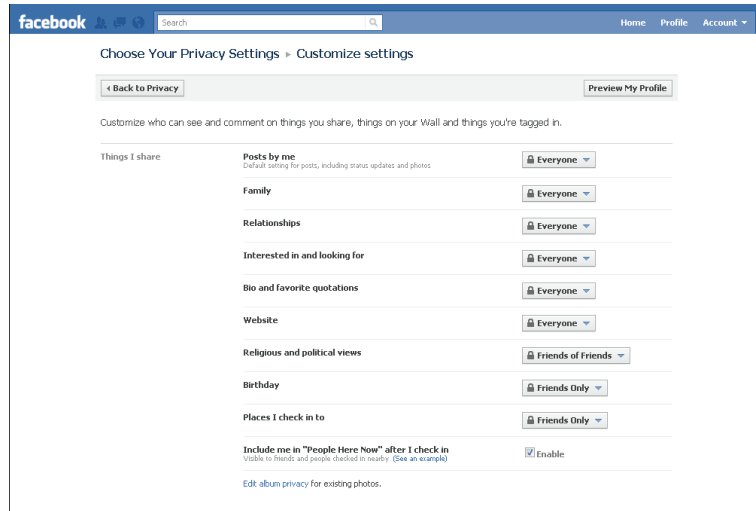 facebook Search Home Profile Account
Choose Your Privacy Settings ▸ Customize settings
Back to Privacy Preview My Profile
Customize who can see and comment on things you share, things on your Wall and things you're tagged in.
Things I share Posts by me Everyone
Default setting for posts, including status updates and photos
Family Everyone
Relationships Everyone
Interested in and looking for Everyone
Bio and favorite quotations Everyone
Website Everyone
Religious and political views Friends of Friends
Birthday Friends Only
Places I check in to Friends Only
Include me in "People Here Now" after I check in Enable
Visible to friends and people checked in nearby (See an example)
Edit album privacy for existing photos.